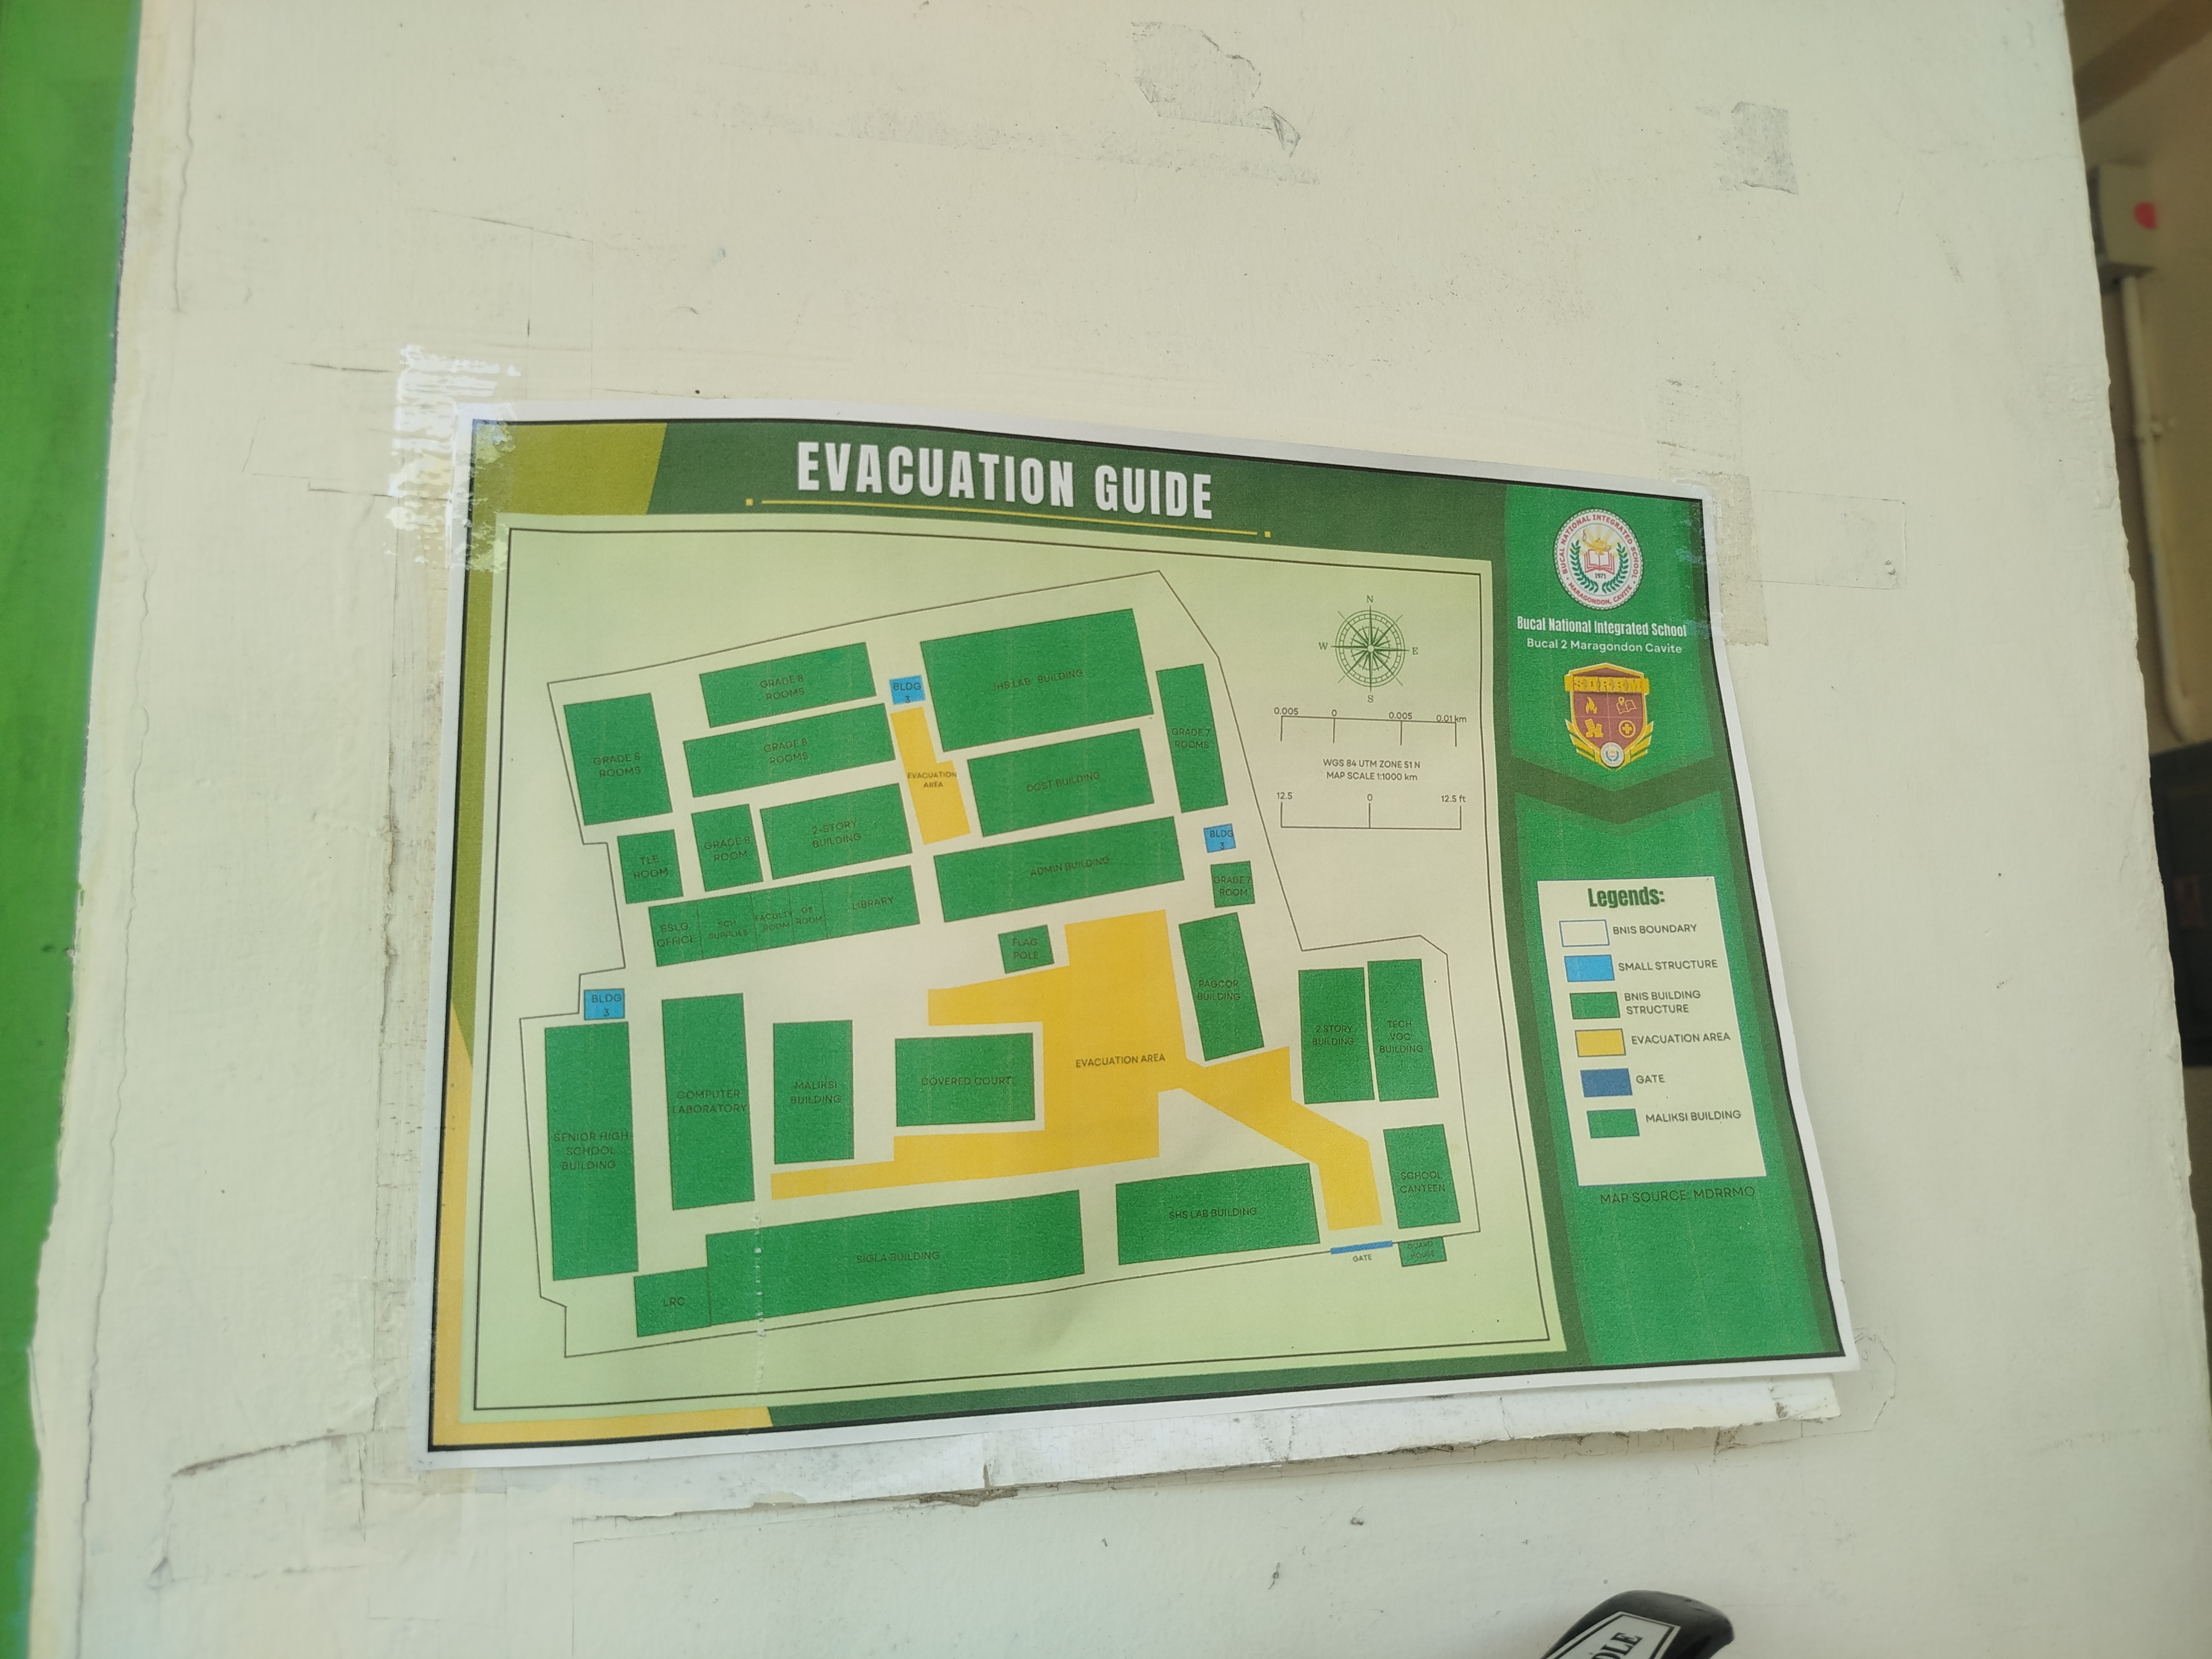 EVACUATION GUIDE
BUCAL NATIONAL INTEGRATED SCHOOL
1971
MARAGONDON, CAVITE
Bucal National Integrated School
Bucal 2 Maragondon Cavite
SDRRM
N
W
E
S
0.005 0 0.005 0.01 km
WGS 84 UTM ZONE 51 N
MAP SCALE 1:1000 km
12.5 0 12.5 ft
GRADE 8
ROOMS
BLDG
3
LAB BUILDING
GRADE 7
ROOMS
GRADE
ROOMS
GRADE 8
ROOMS
EVACUATION
AREA
DOST BUILDING
BLDG
3
TLE
ROOM
GRADE 8
ROOM
2-STORY
BUILDING
ADMIN BUILDING
GRADE 7
ROOM
SSLG
OFFICE
SCH
SUPPLIES
FACULTY
ROOM
ROOM
LIBRARY
FLAG
POLE
PAGCOR
BUILDING
BLDG
3
2 STORY
BUILDING
TECH
VOC
BUILDING
COMPUTER
LABORATORY
MALIKSI
BUILDING
COVERED COURT
EVACUATION AREA
SENIOR HIGH
SCHOOL
BUILDING
SCHOOL
CANTEEN
SHS LAB BUILDING
SIGLA BUILDING
LRC
GATE
HOUSE
Legends:
BNIS BOUNDARY
SMALL STRUCTURE
BNIS BUILDING
STRUCTURE
EVACUATION AREA
GATE
MALIKSI BUILDING
MAP SOURCE: MDRRMO